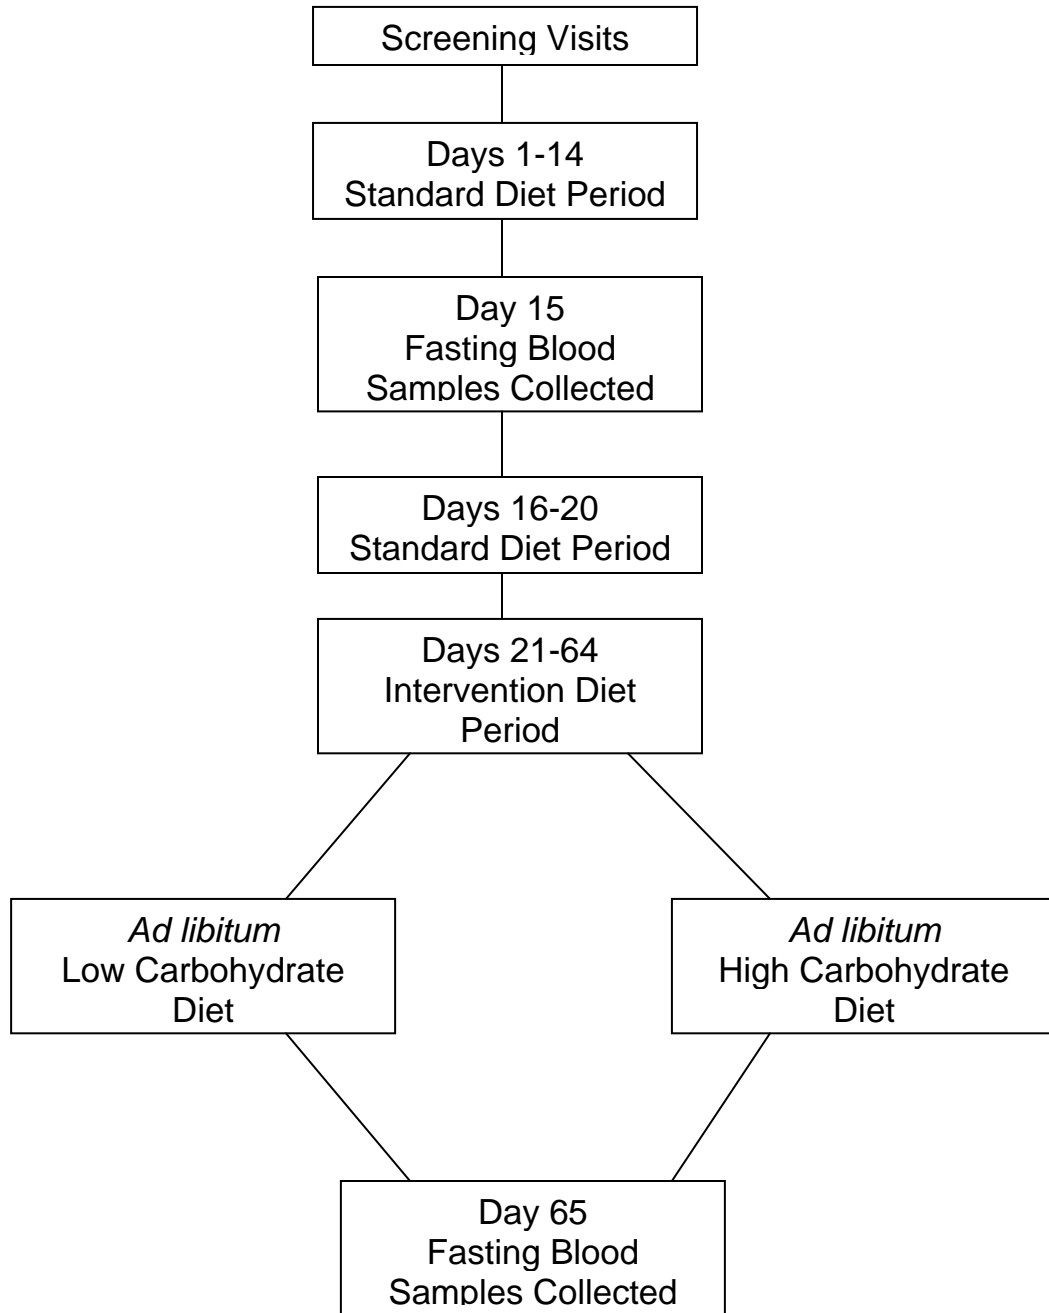 Screening Visits
Days 1-14
Standard Diet Period
Day 15
Fasting Blood
Samples Collected
Days 16-20
Standard Diet Period
Days 21-64
Intervention Diet
Period
Ad libitum
Low Carbohydrate
Diet
Ad libitum
High Carbohydrate
Diet
Day 65
Fasting Blood
Samples Collected